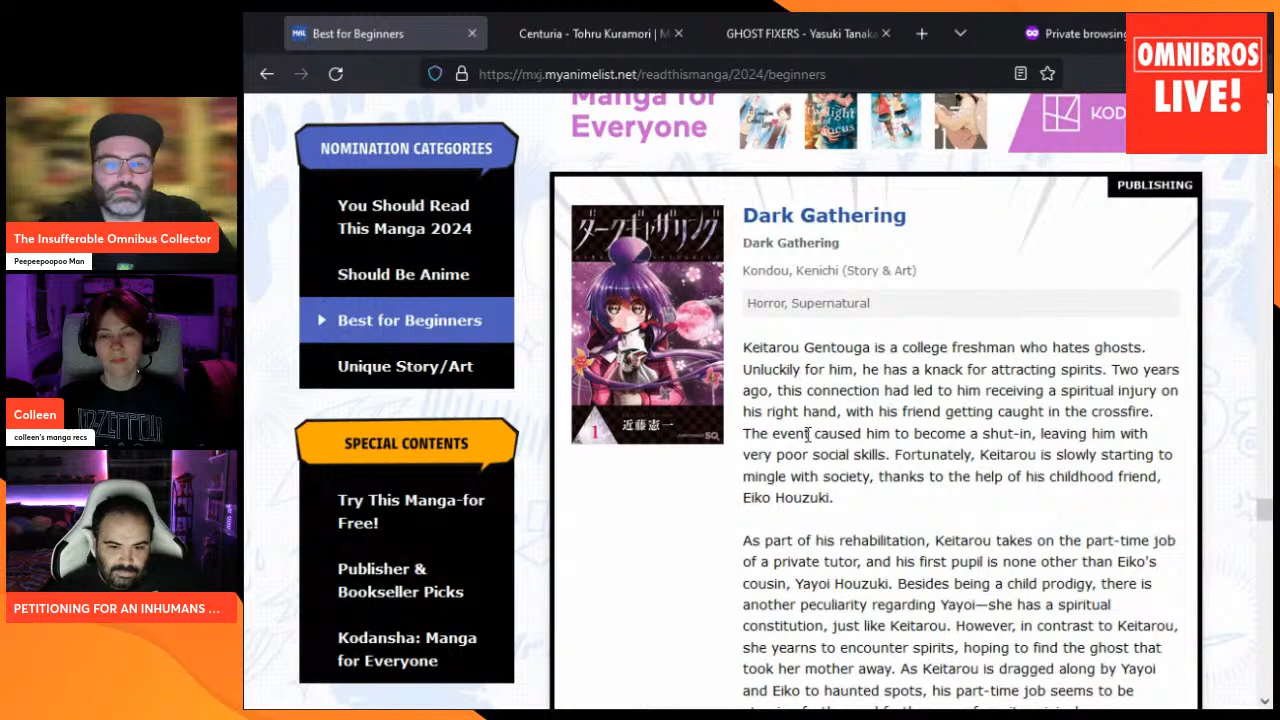 Best for Beginners
Centuria - Tohru Kuramori | M
GHOST FIXERS - Yasuki Tanaka
Private browsing
https://mxj.myanimelist.net/readthismanga/2024/beginners
OMNIBROS
LIVE!
The Insufferable Omnibus Collector
Peepeepoopoo Man
Colleen
colleen's manga recs
PETITIONING FOR AN INHUMANS ...
NOMINATION CATEGORIES
You Should Read
This Manga 2024
Should Be Anime
Best for Beginners
Unique Story/Art
SPECIAL CONTENTS
Try This Manga-for
Free!
Publisher &
Bookseller Picks
Kodansha: Manga
for Everyone
Manga for
Everyone
KOD
PUBLISHING
ダークギャザリング
1
近藤憲一
Dark Gathering
Dark Gathering
Kondou, Kenichi (Story & Art)
Horror, Supernatural
Keitarou Gentouga is a college freshman who hates ghosts.
Unluckily for him, he has a knack for attracting spirits. Two years
ago, this connection had led to him receiving a spiritual injury on
his right hand, with his friend getting caught in the crossfire.
The event caused him to become a shut-in, leaving him with
very poor social skills. Fortunately, Keitarou is slowly starting to
mingle with society, thanks to the help of his childhood friend,
Eiko Houzuki.
As part of his rehabilitation, Keitarou takes on the part-time job
of a private tutor, and his first pupil is none other than Eiko's
cousin, Yayoi Houzuki. Besides being a child prodigy, there is
another peculiarity regarding Yayoi—she has a spiritual
constitution, just like Keitarou. However, in contrast to Keitarou,
she yearns to encounter spirits, hoping to find the ghost that
took her mother away. As Keitarou is dragged along by Yayoi
and Eiko to haunted spots, his part-time job seems to be